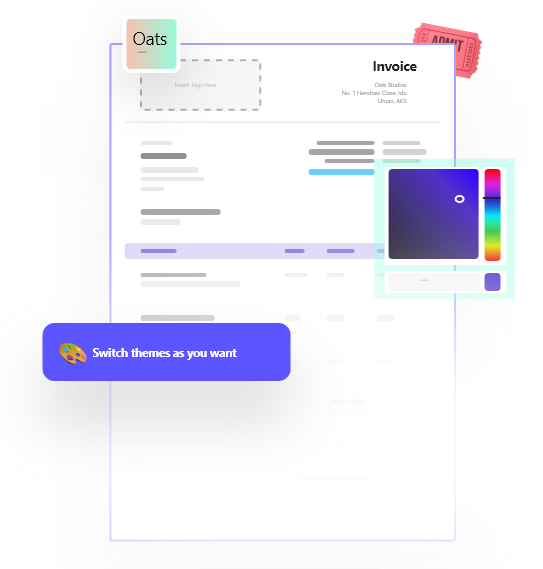 Oats
ADMIT
Invoice
Insert logo here
Oats Studios
No. 1 Henshaw Close, Idu
Uruan, AKS
Switch themes as you want